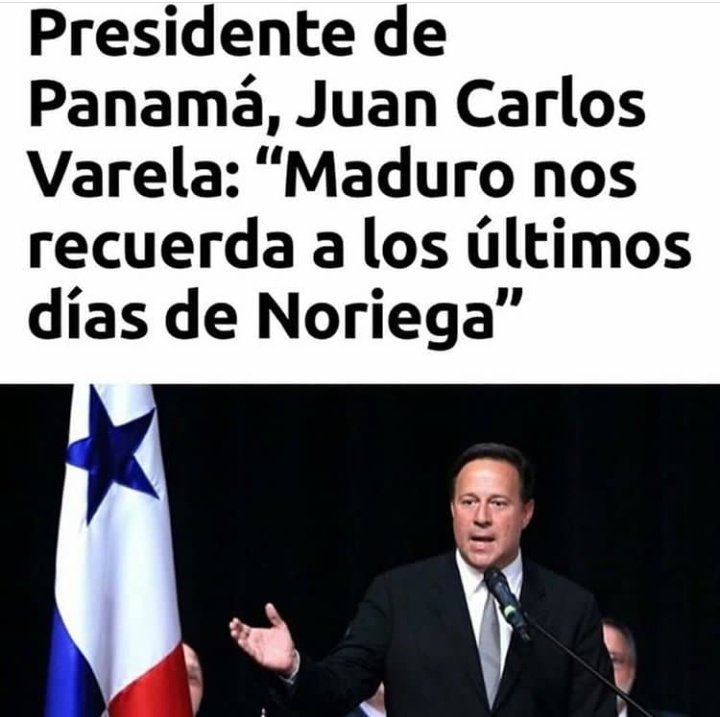 Presidente de
Panamá, Juan Carlos
Varela: “Maduro nos
recuerda a los últimos
días de Noriega”